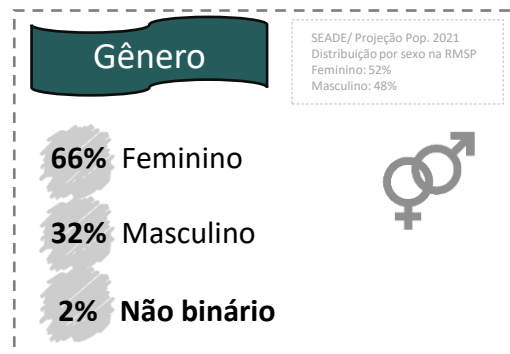 Gênero
SEADE/ Projeção Pop. 2021
Distribuição por sexo na RMSP
Feminino: 52%
Masculino: 48%
66% Feminino
32% Masculino
2% Não binário